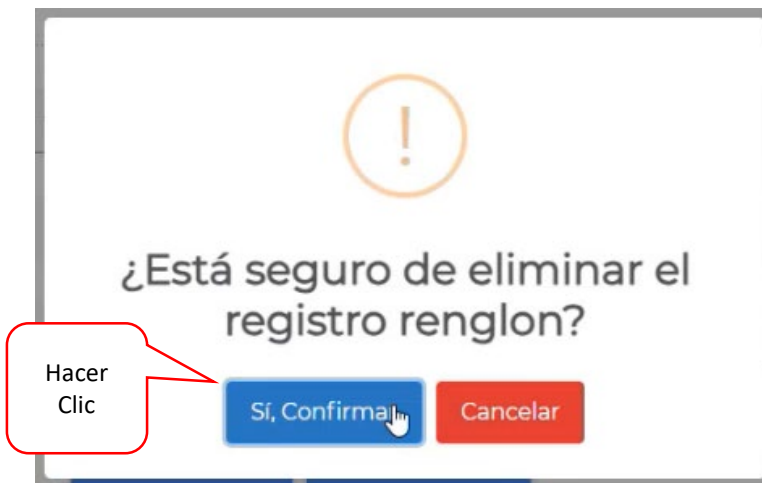 !
¿Está seguro de eliminar el
registro renglon?
Hacer
Clic
Sí, Confirmar
Cancelar